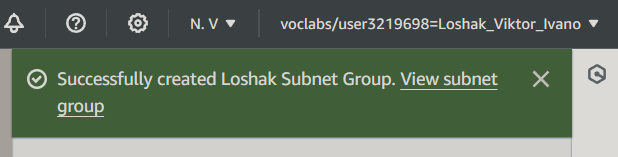 N. V voclabs/user3219698=Loshak_Viktor_Ivano
Successfully created Loshak Subnet Group. View subnet
group